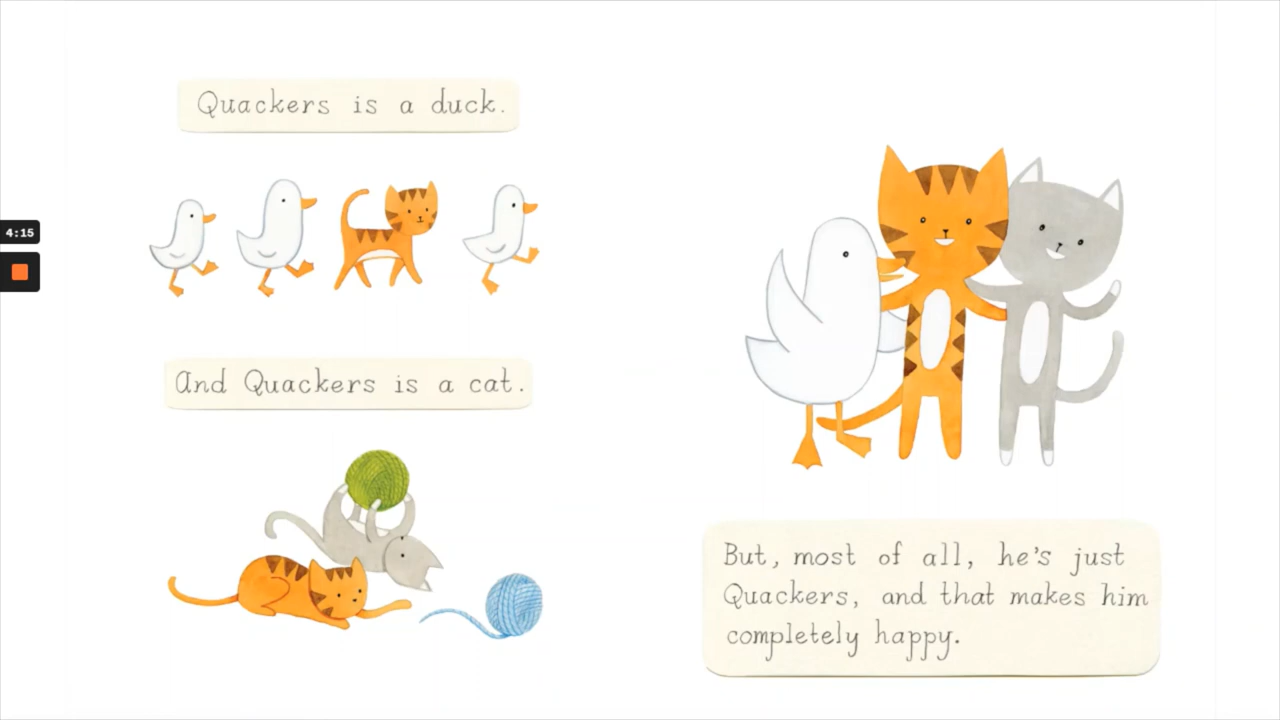 Quackers is a duck.
4:15
And Quackers is a cat.
But, most of all, he's just
Quackers, and that makes him
completely happy.